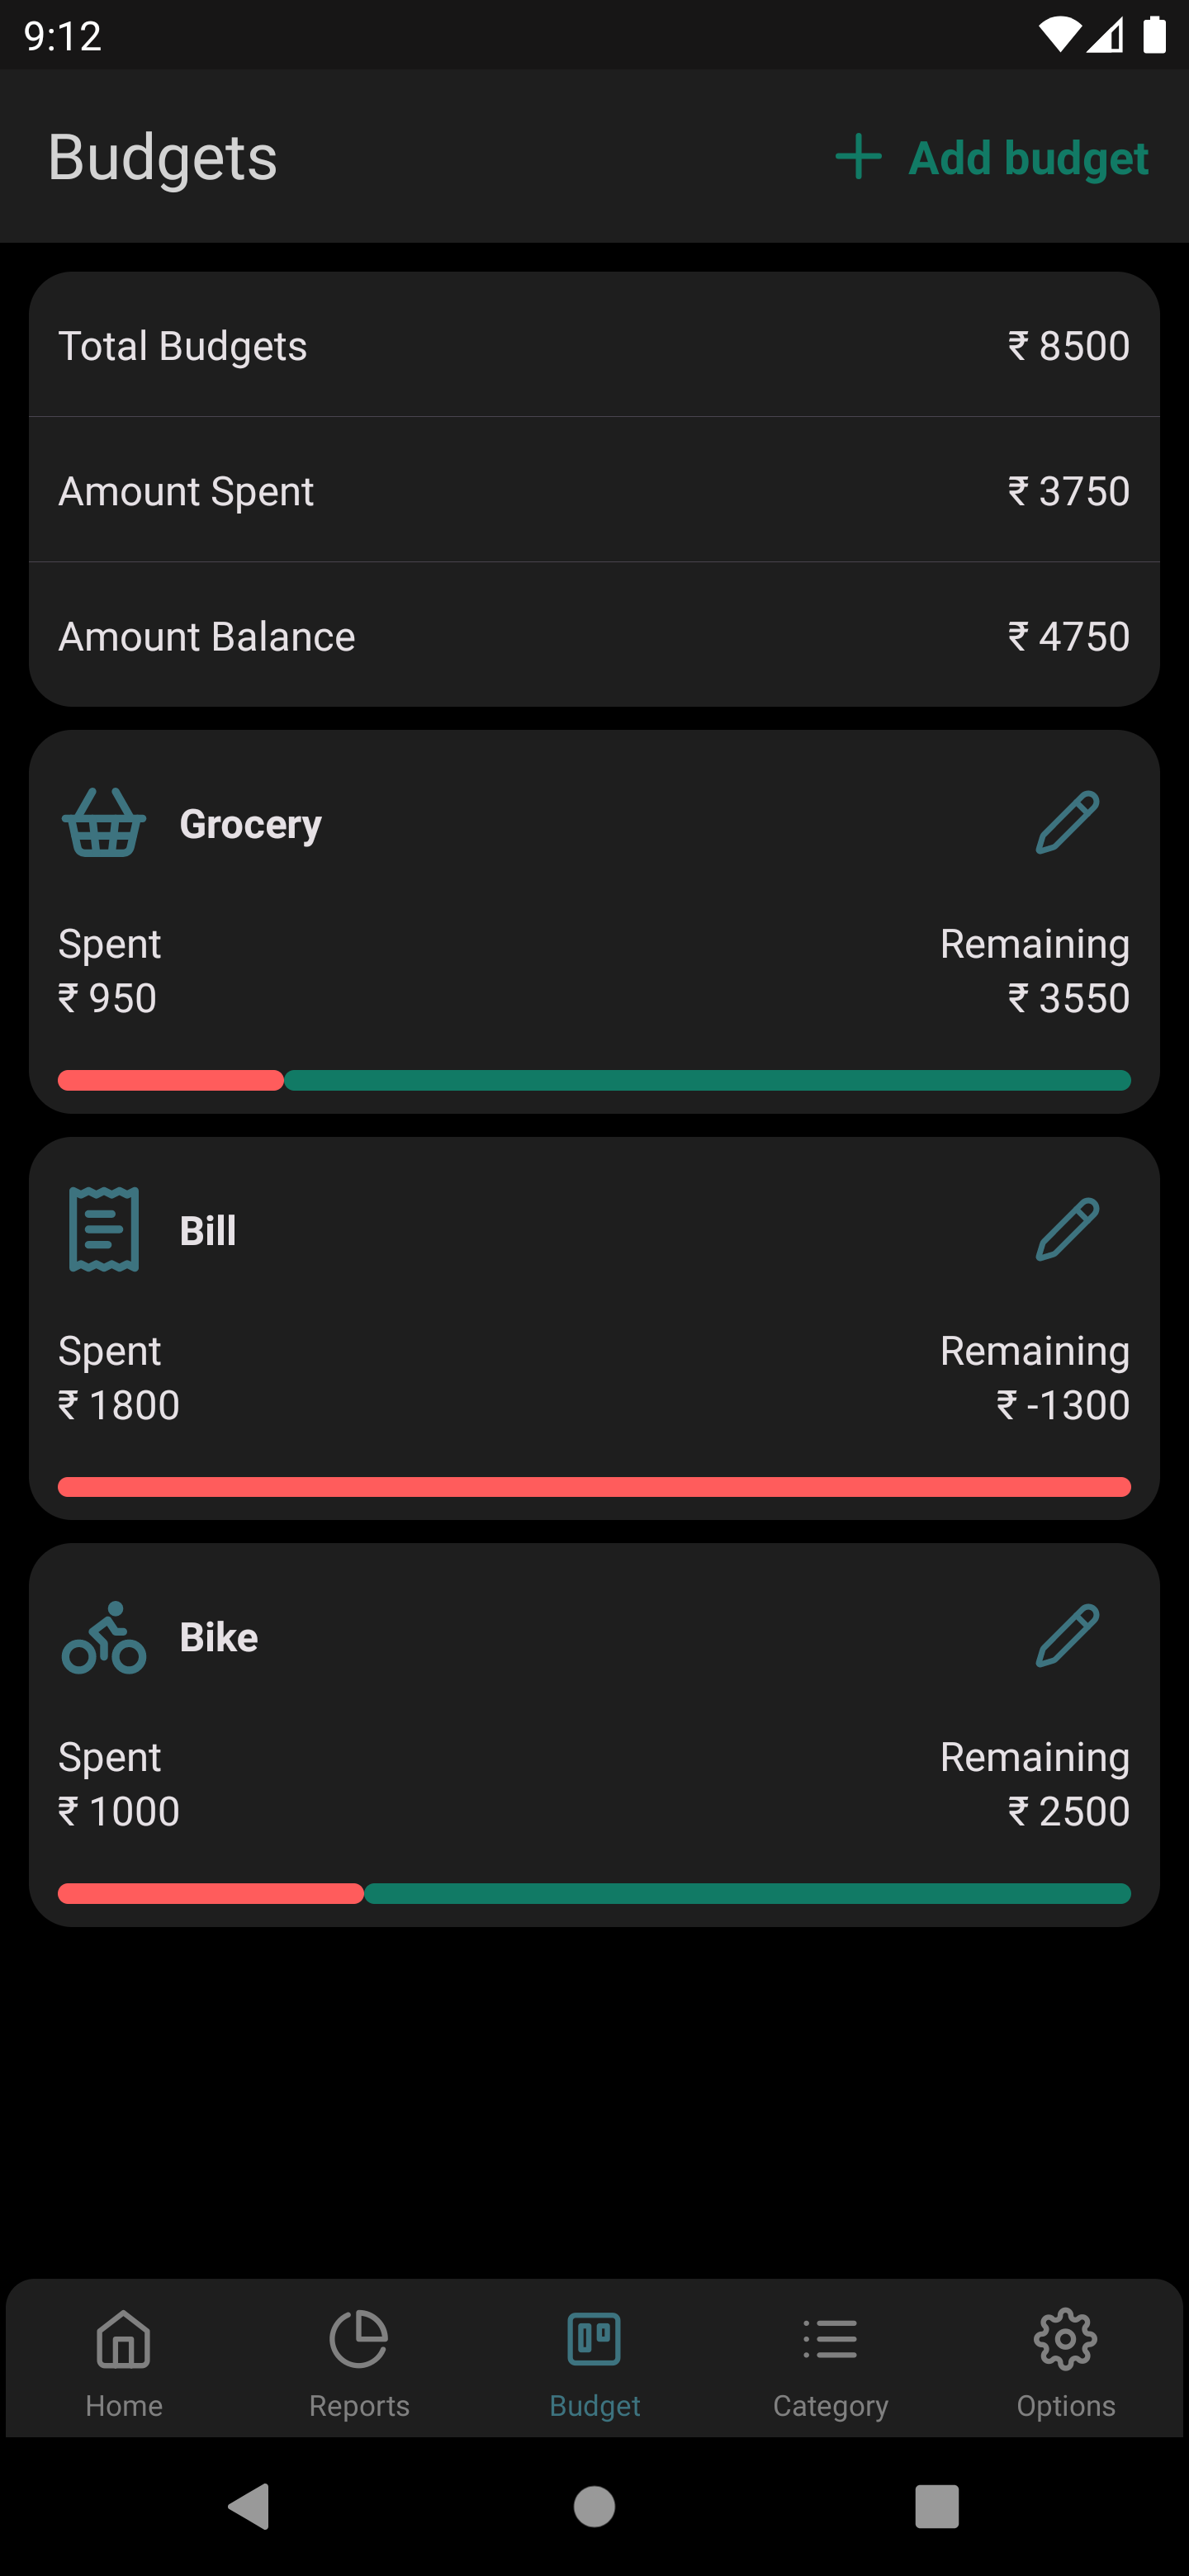 9:12
Budgets
Add budget
Total Budgets ₹ 8500
Amount Spent ₹ 3750
Amount Balance ₹ 4750
Grocery
Spent Remaining
₹ 950 ₹ 3550
Bill
Spent Remaining
₹ 1800 ₹ -1300
Bike
Spent Remaining
₹ 1000 ₹ 2500
Home Reports Budget Category Options